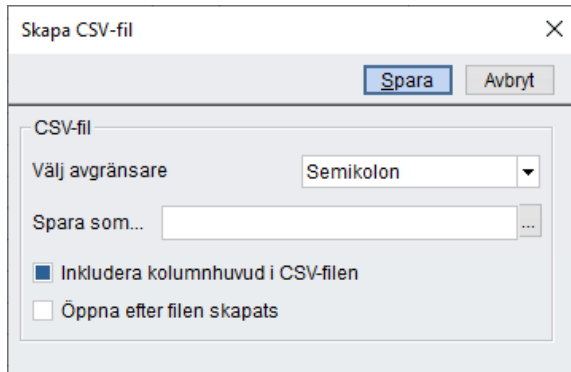 Skapa CSV-fil
Spara Avbryt
CSV-fil
Välj avgränsare Semikolon
Spara som... ...
Inkludera kolumnhuvud i CSV-filen
Öppna efter filen skapats